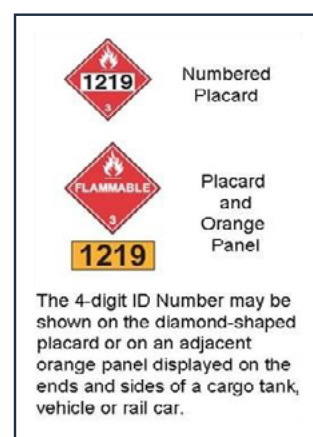 1219
3
Numbered
Placard
FLAMMABLE
3
1219
Placard
and
Orange
Panel
The 4-digit ID Number may be
shown on the diamond-shaped
placard or on an adjacent
orange panel displayed on the
ends and sides of a cargo tank,
vehicle or rail car.